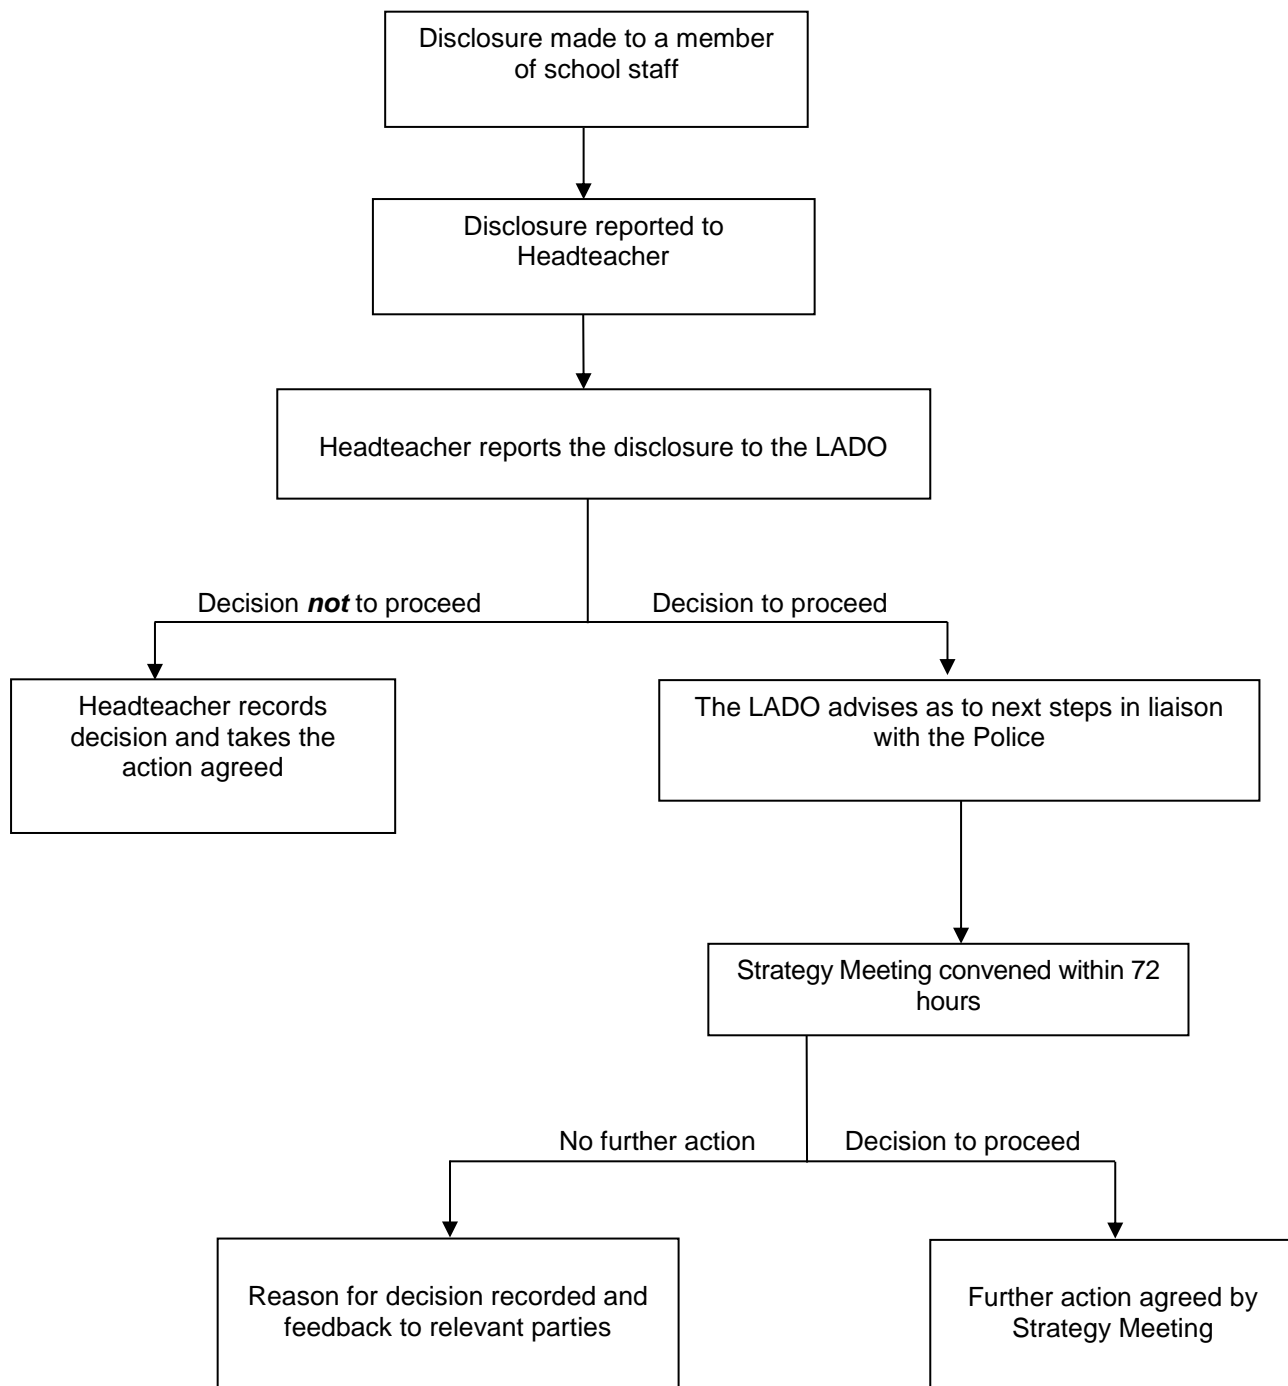 Disclosure made to a member
of school staff
Disclosure reported to
Headteacher
Headteacher reports the disclosure to the LADO
Decision not to proceed
Decision to proceed
Headteacher records
decision and takes the
action agreed
The LADO advises as to next steps in liaison
with the Police
Strategy Meeting convened within 72
hours
No further action
Decision to proceed
Reason for decision recorded and
feedback to relevant parties
Further action agreed by
Strategy Meeting